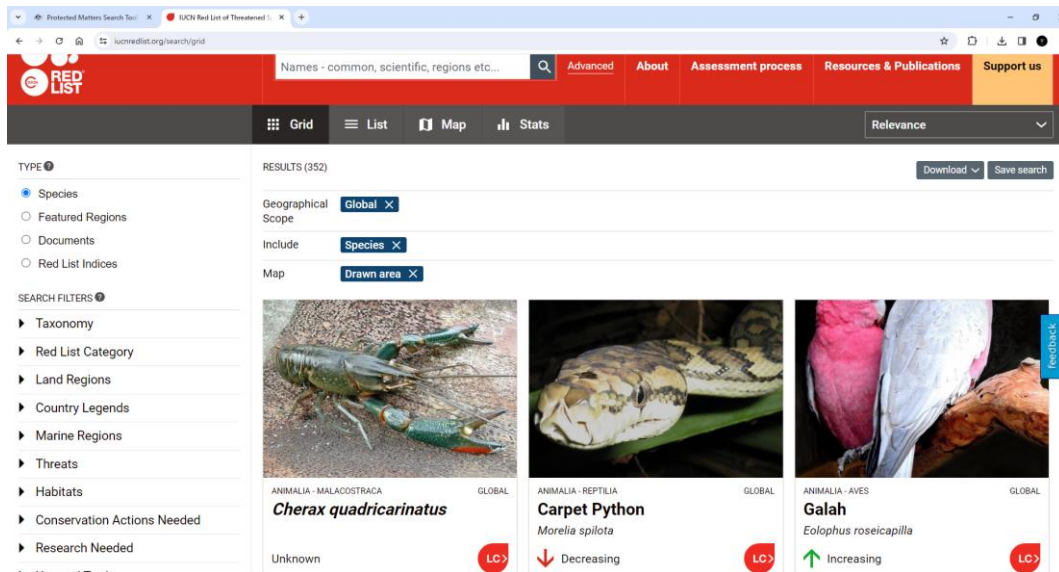 Protected Matters Search Tool
IUCN Red List of Threatened S
iucnredlist.org/search/grid
RED
LIST
Names - common, scientific, regions etc...
Advanced
About
Assessment process
Resources & Publications
Support us
Grid
List
Map
Stats
Relevance
TYPE
Species
Featured Regions
Documents
Red List Indices
SEARCH FILTERS
Taxonomy
Red List Category
Land Regions
Country Legends
Marine Regions
Threats
Habitats
Conservation Actions Needed
Research Needed
RESULTS (352)
Download
Save search
Geographical
Scope
Global
Include
Species
Map
Drawn area
feedback
ANIMALIA - MALACOSTRACA
GLOBAL
Cherax quadricarinatus
Unknown
LC
ANIMALIA - REPTILIA
GLOBAL
Carpet Python
Morelia spilota
Decreasing
LC
ANIMALIA - AVES
GLOBAL
Galah
Eolophus roseicapilla
Increasing
LC